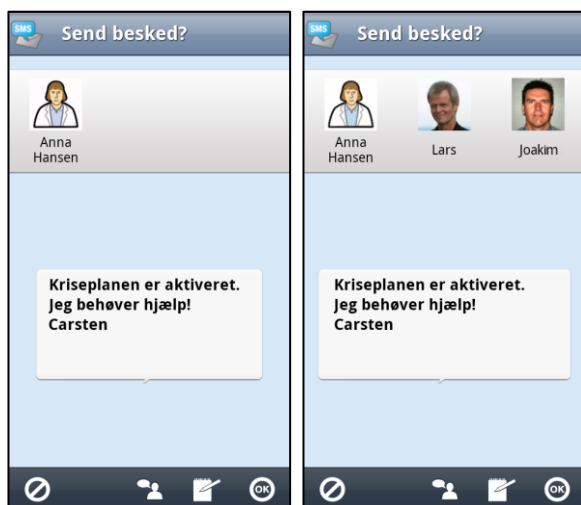 SMS
Send besked?
Anna
Hansen
Kriseplanen er aktiveret.
Jeg behøver hjælp!
Carsten
OK
SMS
Send besked?
Anna
Hansen
Lars
Joakim
Kriseplanen er aktiveret.
Jeg behøver hjælp!
Carsten
OK